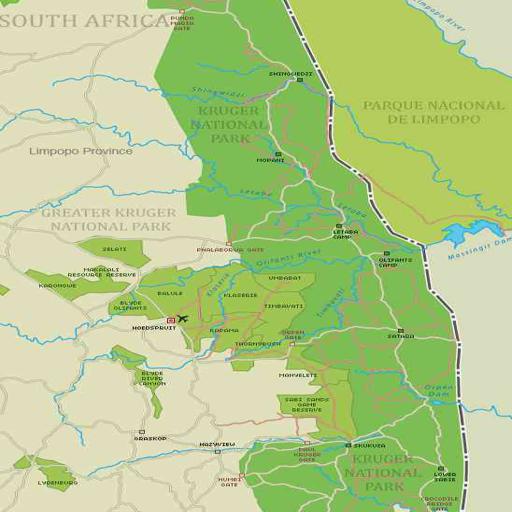 SOUTH AFRICA
PUNDA
MARIA
GATE
Limpopo River
SHINGWEDZI
Shingwidzi
KRUGER
NATIONAL
PARK
PARQUE NACIONAL
DE LIMPOPO
Limpopo Province
MOPANI
Letaba
Letaba
GREATER KRUGER
NATIONAL PARK
LETABA
CAMP
SELATI
PHALABORWA GATE
Massingir Dam
Olifants River
OLIFANTS
CAMP
MAKALALI
RESOURCE RESERVE
KARONGWE
Klaserie
UMBABAT
BALULE
KLASERIE
BLYDE
OLIFANTS
TIMBAVATI
Timbavati
HOEDSPRUIT
KAPAMA
ORPEN
GATE
SATARA
THORNYBUSH
BLYDE
RIVER
CANYON
MANYELETI
Orpen
Dam
SABI SANDS
GAME
RESERVE
GRASKOP
HAZYVIEW
PAUL
KRUGER
GATE
SKUKUZA
KRUGER
NATIONAL
PARK
LOWER
SABIE
LYDENBURG
NUMBI
GATE
CROCODILE
BRIDGE
GATE